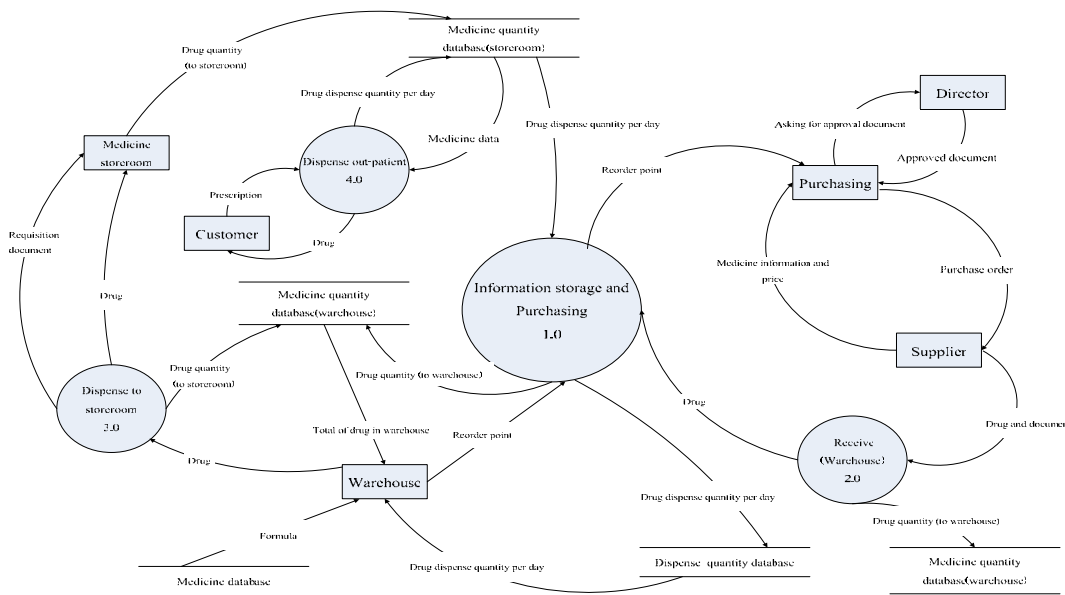 Medicine quantity
database(storeroom)
Drug quantity
(to storeroom)
Drug dispense quantity per day
Director
Asking for approval document
Drug dispense quantity per day
Medicine data
Medicine
storeroom
Dispense out-patient
4.0
Approved document
Reorder point
Purchasing
Prescription
Customer
Requisition
document
Drug
Medicine information and
price
Purchase order
Information storage and
Purchasing
1.0
Drug
Medicine quantity
database(warehouse)
Supplier
Drug quantity
(to storeroom)
Drug quantity (to warehouse)
Dispense to
storeroom
3.0
Drug
Drug and documen
Total of drug in warehouse
Reorder point
Receive
(Warehouse)
2.0
Drug
Warehouse
Drug dispense quantity per day
Drug quantity (to warehouse)
Formula
Drug dispense quantity per day
Dispense quantity database
Medicine quantity
database(warehouse)
Medicine database